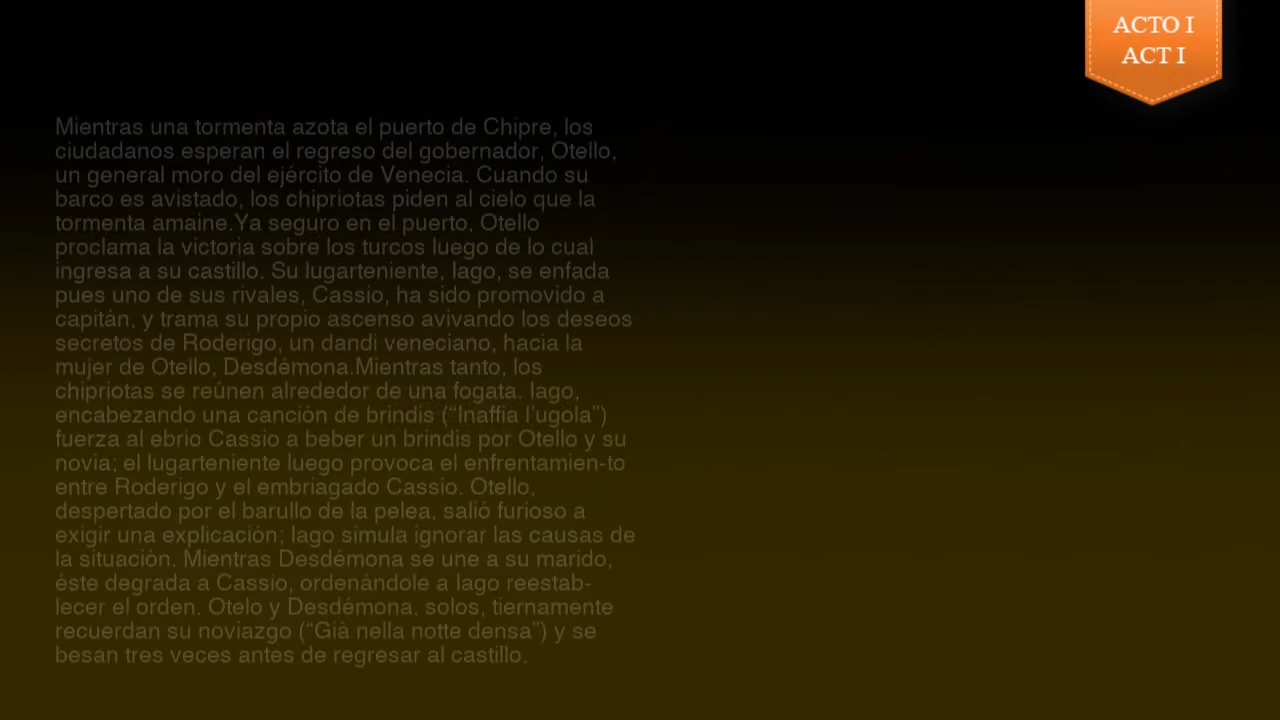 ACTO I
ACT I
Mientras una tormenta azota el puerto de Chipre, los
ciudadanos esperan el regreso del gobernador, Otello,
un general moro del ejército de Venecia. Cuando su
barco es avistado, los chipriotas piden al cielo que la
tormenta amaine.Ya seguro en el puerto, Otello
proclama la victoria sobre los turcos luego de lo cual
ingresa a su castillo. Su lugarteniente, Iago, se enfada
pues uno de sus rivales, Cassio, ha sido promovido a
capitán, y trama su propio ascenso avivando los deseos
secretos de Roderigo, un dandi veneciano, hacia la
mujer de Otello, Desdémona.Mientras tanto, los
chipriotas se reúnen alrededor de una fogata. Iago,
encabezando una canción de brindis (“Inaffia l’ugola”)
fuerza al ebrio Cassio a beber un brindis por Otello y su
novia; el lugarteniente luego provoca el enfrentamien-to
entre Roderigo y el embriagado Cassio. Otello,
despertado por el barullo de la pelea, salió furioso a
exigir una explicación; Iago simula ignorar las causas de
la situación. Mientras Desdémona se une a su marido,
éste degrada a Cassio, ordenándole a Iago reestab-
lecer el orden. Otelo y Desdémona, solos, tiernamente
recuerdan su noviazgo (“Già nella notte densa”) y se
besan tres veces antes de regresar al castillo.